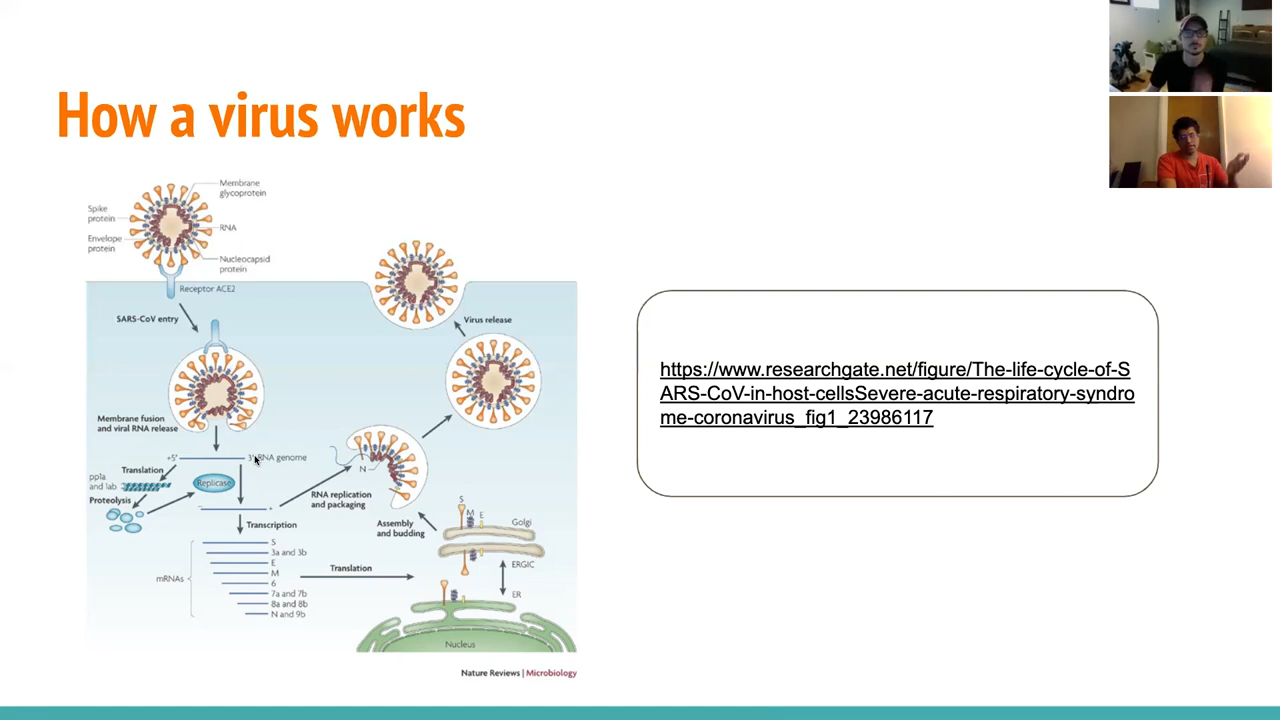 How a virus works
Membrane
glycoprotein
Spike
protein
RNA
Envelope
protein
Nucleocapsid
protein
Receptor ACE2
SARS-CoV entry
Virus release
Membrane fusion
and viral RNA release
+5'
3' RNA genome
Translation
pp1a
and lab
Replicase
Proteolysis
N
RNA replication
and packaging
–
+
Transcription
Assembly
and budding
S
M
E
Golgi
ERGIC
ER
mRNAs
S
3a and 3b
E
M
6
7a and 7b
8a and 8b
N and 9b
Translation
Nucleus
Nature Reviews | Microbiology
https://www.researchgate.net/figure/The-life-cycle-of-S
ARS-CoV-in-host-cellsSevere-acute-respiratory-syndro
me-coronavirus_fig1_23986117